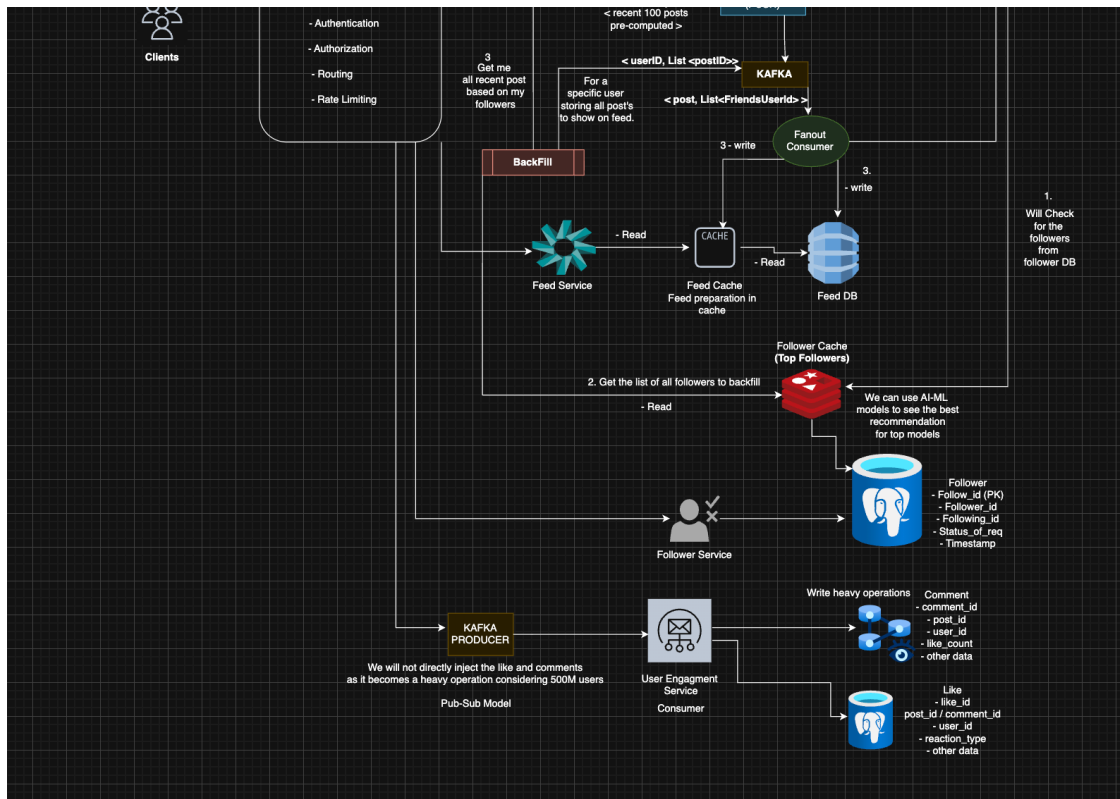 < recent 100 posts
pre-computed >
- Authentication
- Authorization
- Routing
- Rate Limiting
Clients
3
Get me
all recent post
based on my
followers
< userID, List <postID>>
For a
specific user
storing all post's
to show on feed.
KAFKA
< post, List<FriendsUserId> >
Fanout
Consumer
BackFill
3 - write
3.
- write
1.
Will Check
for the
followers
from
follower DB
- Read
CACHE
- Read
Feed Service
Feed Cache
Feed preparation in
cache
Feed DB
Follower Cache
(Top Followers)
2. Get the list of all followers to backfill
- Read
We can use AI-ML
models to see the best
recommendation
for top models
Follower
- Follow_id (PK)
- Follower_id
- Following_id
- Status_of_req
- Timestamp
Follower Service
Write heavy operations
Comment
- comment_id
- post_id
- user_id
- like_count
- other data
KAFKA
PRODUCER
We will not directly inject the like and comments
as it becomes a heavy operation considering 500M users
Pub-Sub Model
User Engagment
Service
Consumer
Like
- like_id
post_id / comment_id
- user_id
- reaction_type
- other data